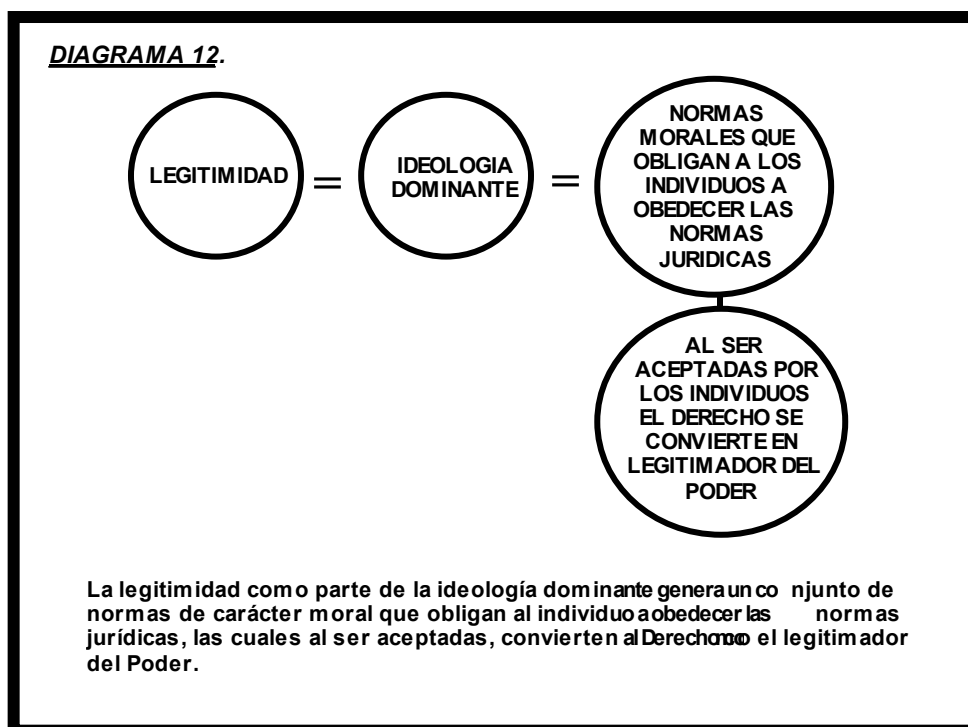 DIAGRAMA 12.
LEGITIMIDAD
=
IDEOLOGIA
DOMINANTE
=
NORMAS
MORALES QUE
OBLIGAN A LOS
INDIVIDUOS A
OBEDECER LAS
NORMAS
JURIDICAS
AL SER
ACEPTADAS POR
LOS INDIVIDUOS
EL DERECHO SE
CONVIERTE EN
LEGITIMADOR DEL
PODER
La legitimidad como parte de la ideología dominante genera un co njunto de
normas de carácter moral que obligan al individuo a obedecer las normas
jurídicas, las cuales al ser aceptadas, convierten al Derecho el legitimador
del Poder.